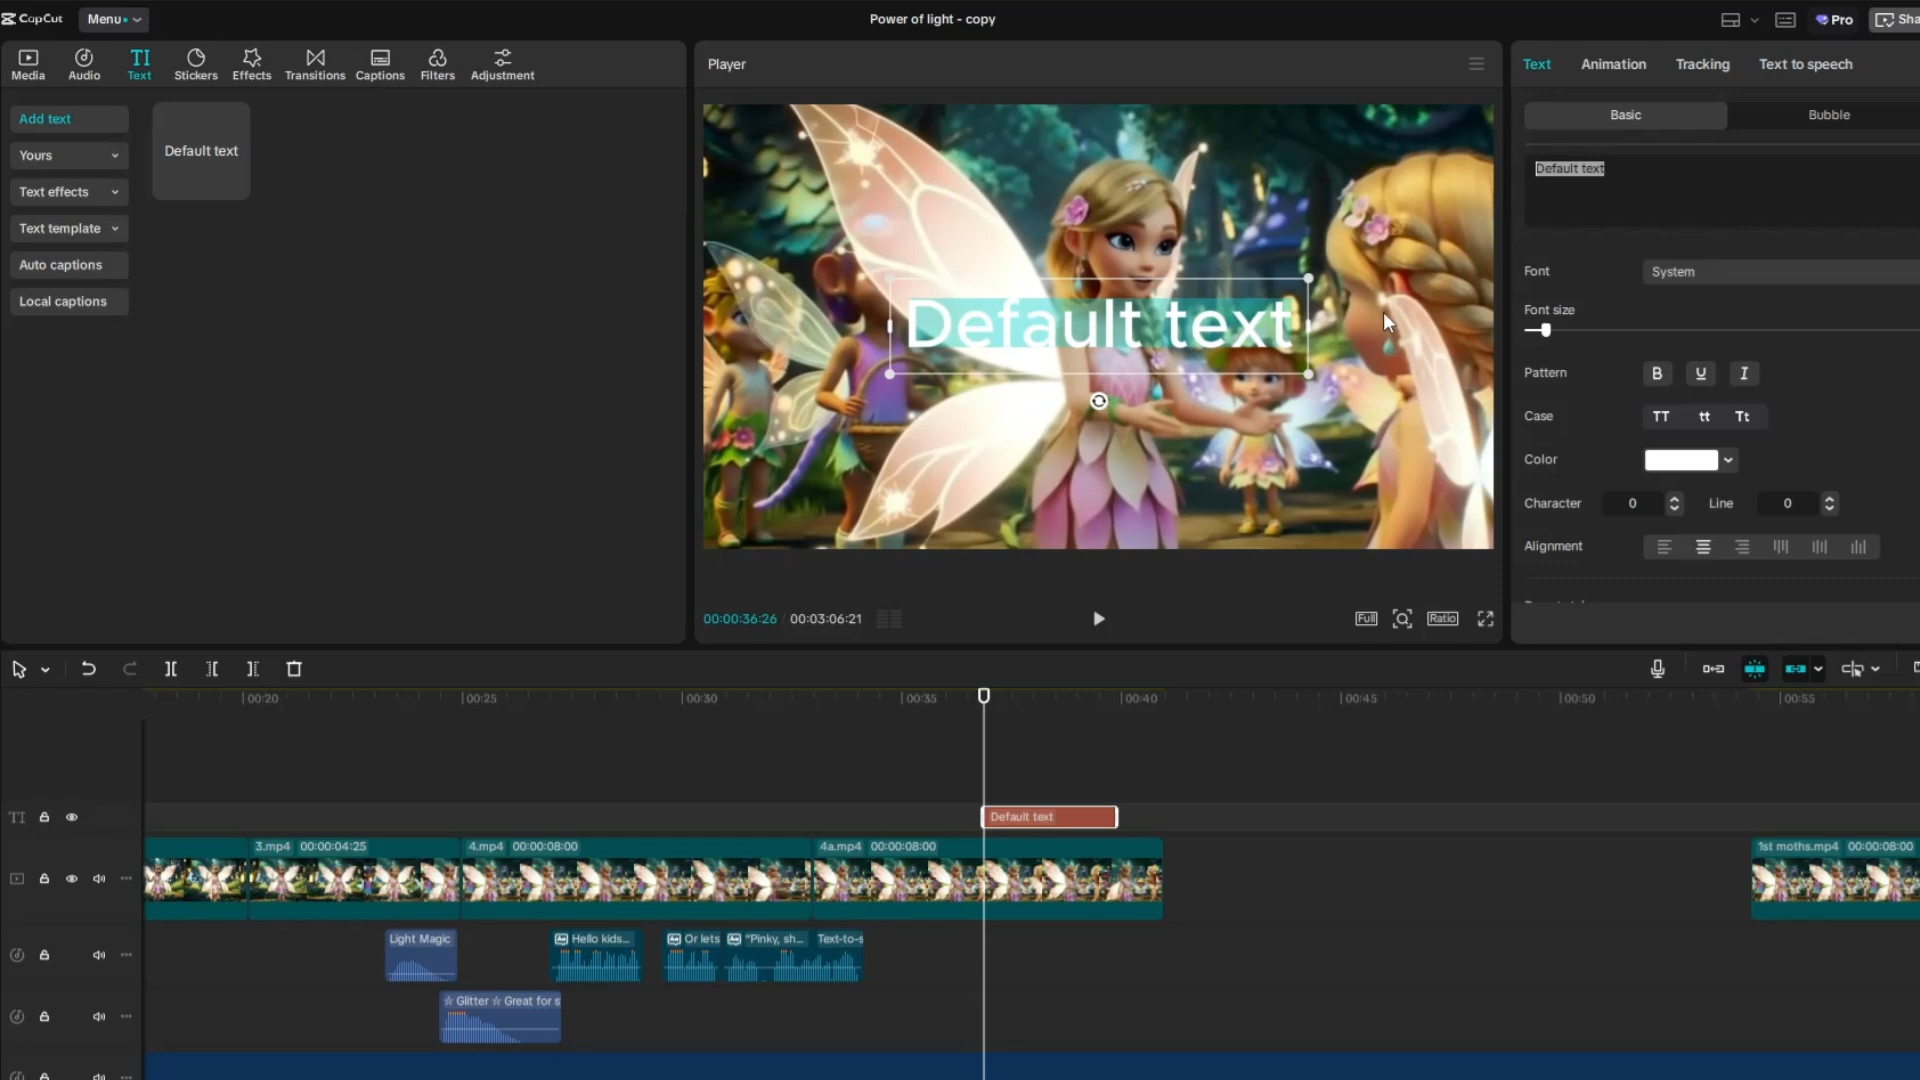 CapCut
Menu
Power of light - copy
Pro
Sha
Media
Audio
TI
Text
Stickers
Effects
Transitions
Captions
Filters
Adjustment
Add text
Yours
Text effects
Text template
Auto captions
Local captions
Default text
Player
Default text
00:00:36:26
00:03:06:21
Full
Ratio
Text
Animation
Tracking
Text to speech
Basic
Bubble
Default text
Font
System
Font size
Pattern
B U I
Case
TT tt Tt
Color
Character
0
Line
0
Alignment
00:20
00:25
00:30
00:35
00:40
00:45
00:50
00:55
TI
Default text
3.mp4 00:00:04:25
4.mp4 00:00:08:00
4a.mp4 00:00:08:00
1st moths.mp4 00:00:08:00
Light Magic
Hello kids...
Or lets
"Pinky, sh...
Text-to-s
☆ Glitter ☆ Great for s